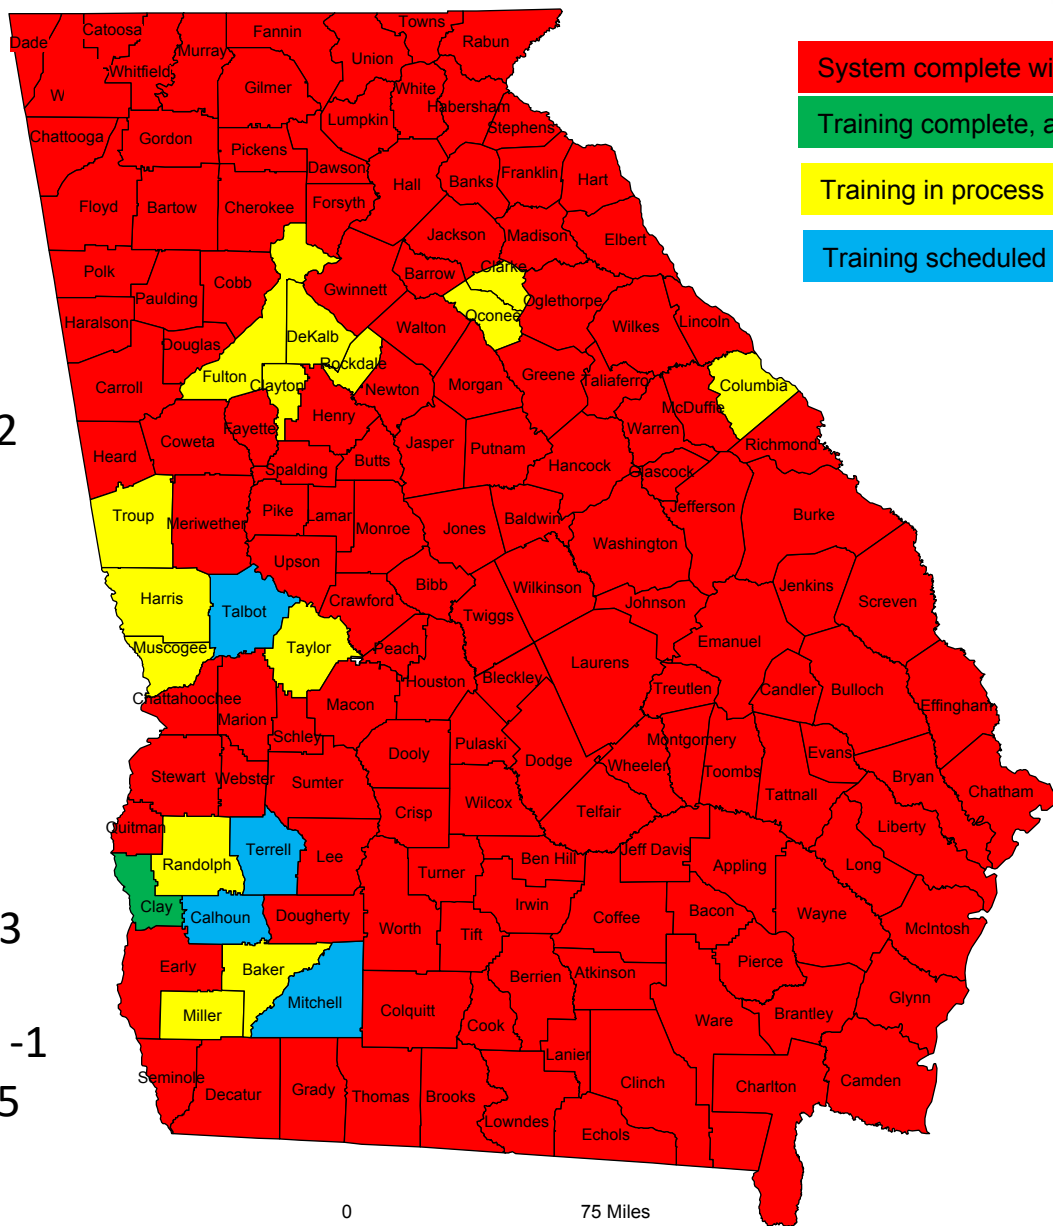 Towns
Catoosa
Fannin
Rabun
Dade
Murray
Union
Whitfield
W
Gilmer
White
Habersham
Lumpkin
Stephens
Chattooga
Gordon
Pickens
Dawson
Hall
Banks
Franklin
Hart
Floyd
Bartow
Cherokee
Forsyth
Jackson
Madison
Elbert
Polk
Cobb
Barrow
Clarke
Paulding
Gwinnett
Oglethorpe
Haralson
Oconee
Wilkes
Lincoln
Walton
DeKalb
Douglas
Rockdale
Greene
Taliaferro
Fulton
Clayton
Columbia
Carroll
Newton
Morgan
McDuffie
Henry
Fayette
Warren
Coweta
Jasper
Putnam
Richmond
Heard
Butts
Spalding
Hancock
Glascock
Troup
Meriwether
Pike
Lamar
Monroe
Jones
Baldwin
Jefferson
Burke
Washington
Upson
Bibb
Wilkinson
Jenkins
Harris
Talbot
Crawford
Twiggs
Johnson
Screven
Muscogee
Taylor
Peach
Emanuel
Laurens
Houston
Bleckley
Treutlen
Candler
Bulloch
Chattahoochee
Macon
Effingham
Marion
Schley
Dooly
Pulaski
Montgomery
Evans
Dodge
Wheeler
Toombs
Stewart
Webster
Sumter
Bryan
Tattnall
Chatham
Wilcox
Crisp
Telfair
Quitman
Liberty
Terrell
Lee
Jeff Davis
Randolph
Ben Hill
Appling
Long
Turner
Clay
Calhoun
Dougherty
Irwin
Coffee
Bacon
Wayne
Worth
Tift
McIntosh
Early
Baker
Berrien
Atkinson
Pierce
Mitchell
Glynn
Miller
Colquitt
Cook
Ware
Brantley
Lanier
Seminole
Clinch
Charlton
Camden
Decatur
Grady
Thomas
Brooks
Lowndes
Echols
System complete wi
Training complete, a
Training in process
Training scheduled
2
3
-1
5
0 75 Miles